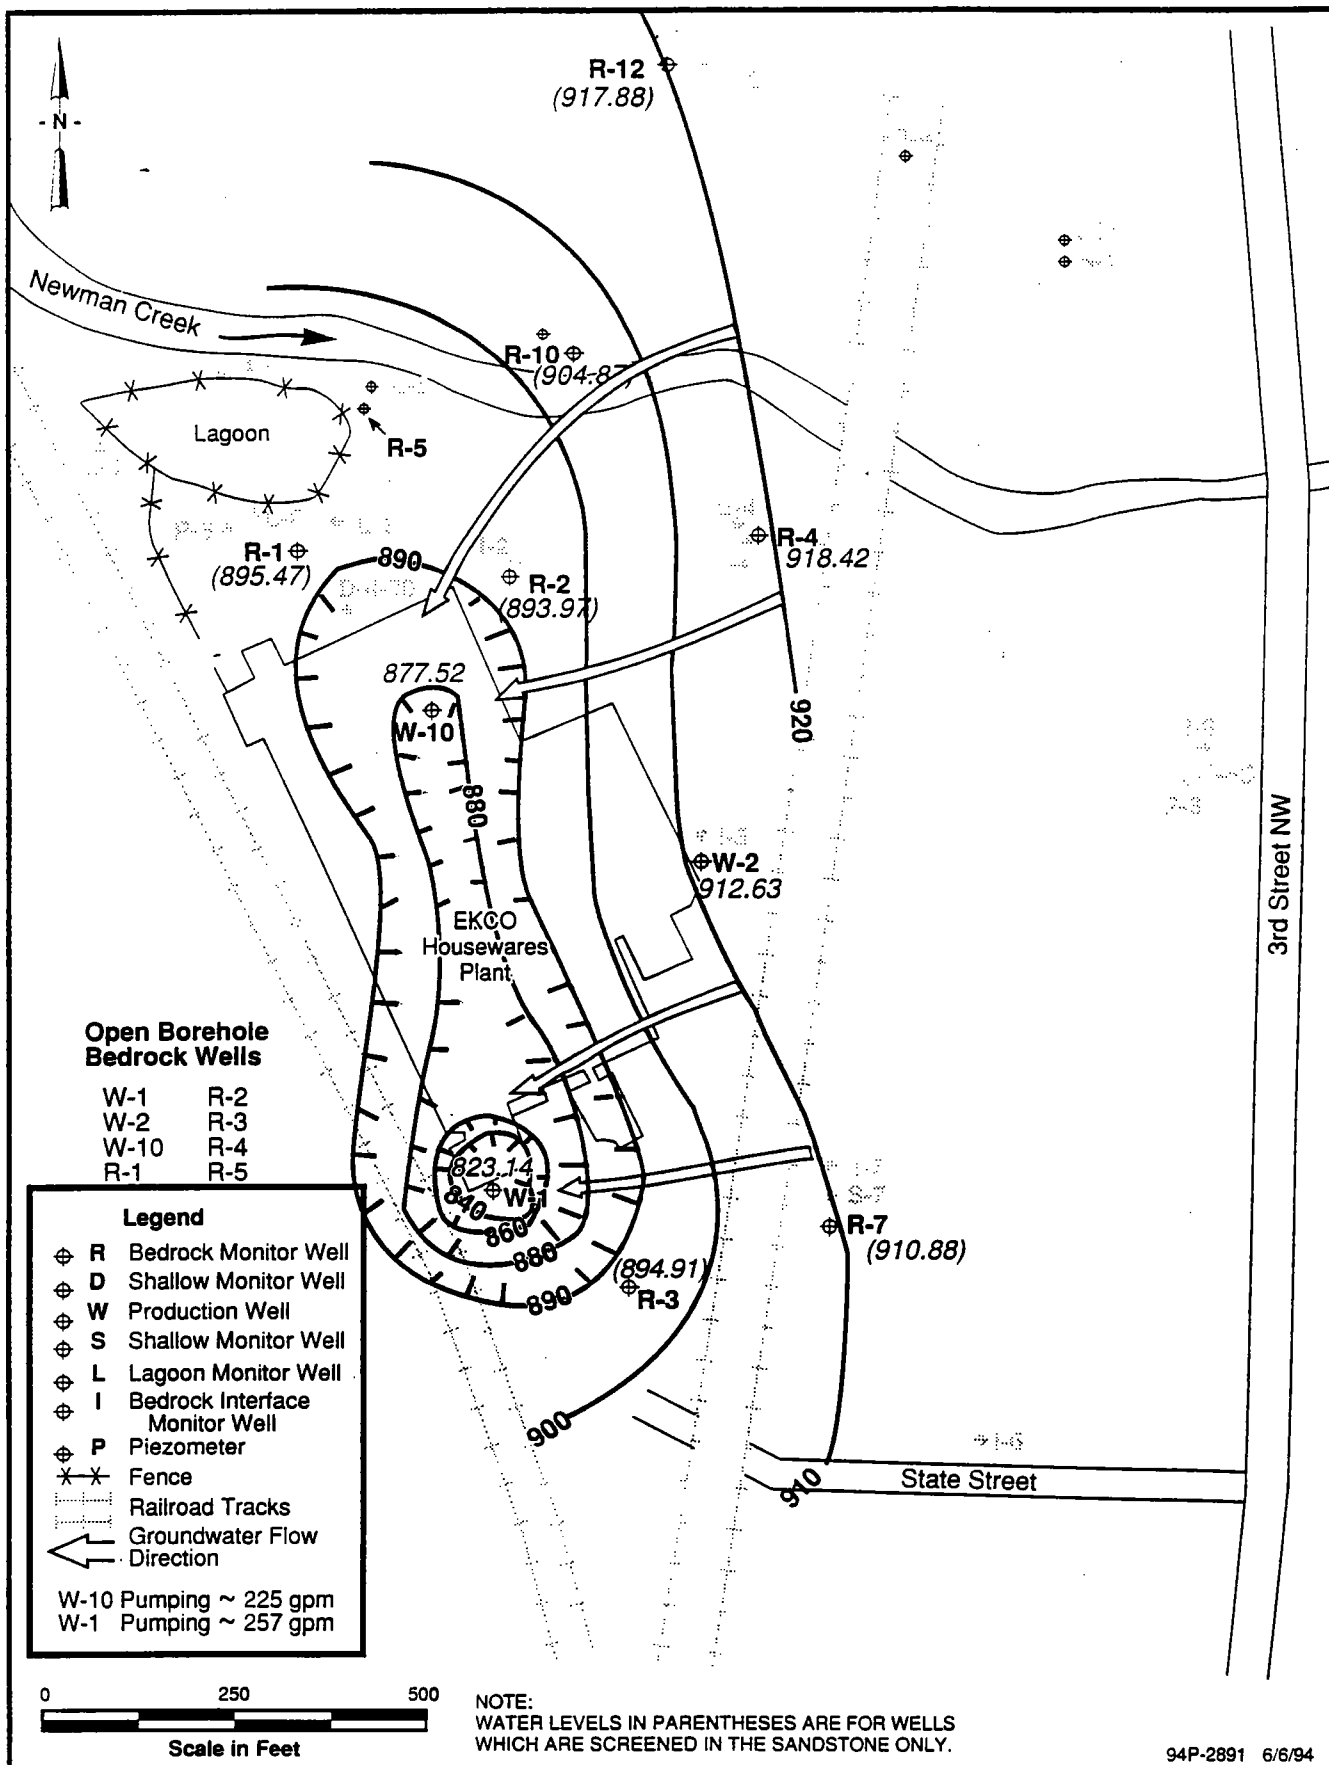 R-12
(917.88)
- N -
Newman Creek
R-10
(904.87)
Lagoon
R-5
R-1
(895.47)
890
R-2
(893.97)
R-4
918.42
877.52
W-10
920
880
W-2
912.63
3rd Street NW
EKCO
Housewares
Plant
Open Borehole
Bedrock Wells
W-1 R-2
W-2 R-3
W-10 R-4
R-1 R-5
823.14
W-1
840
860
880
890
(894.91)
R-3
R-7
(910.88)
900
910
State Street
I-6
Legend
R Bedrock Monitor Well
D Shallow Monitor Well
W Production Well
S Shallow Monitor Well
L Lagoon Monitor Well
I Bedrock Interface
Monitor Well
P Piezometer
Fence
Railroad Tracks
Groundwater Flow
Direction
W-10 Pumping ~ 225 gpm
W-1 Pumping ~ 257 gpm
0 250 500
Scale in Feet
NOTE:
WATER LEVELS IN PARENTHESES ARE FOR WELLS
WHICH ARE SCREENED IN THE SANDSTONE ONLY.
94P-2891 6/6/94